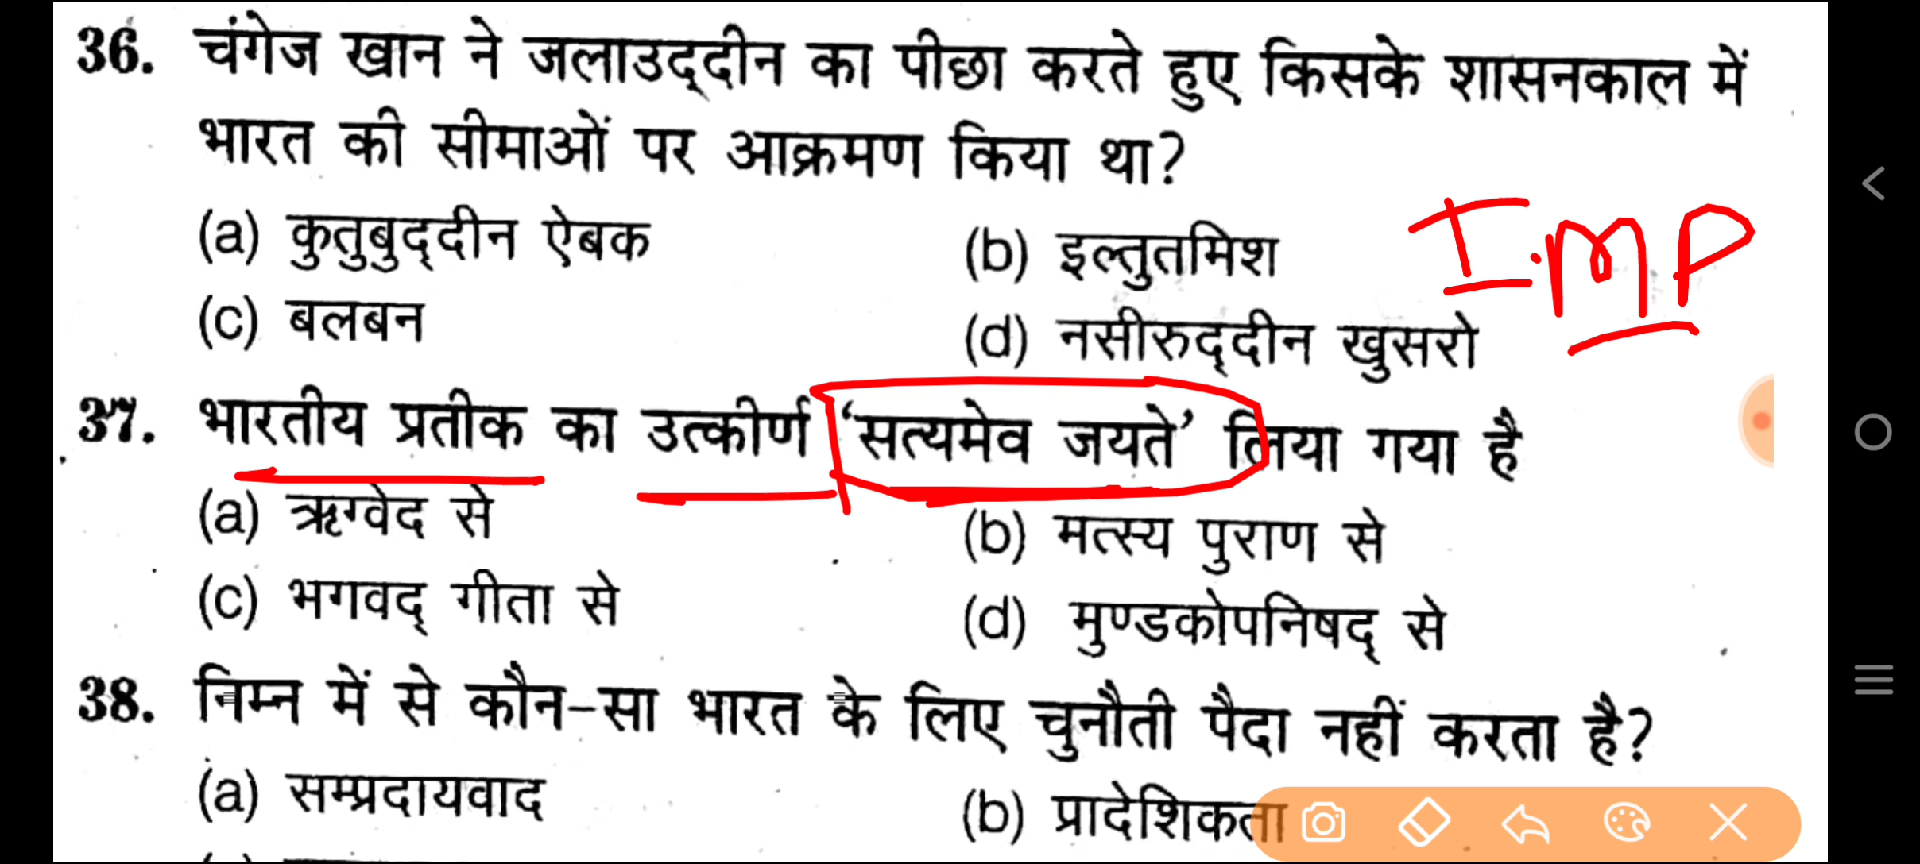 36. चंगेज खान ने जलाउद्दीन का पीछा करते हुए किसके शासनकाल में
भारत की सीमाओं पर आक्रमण किया था?
(a) कुतुबुद्दीन ऐबक (b) इल्तुतमिश
I.MP
(c) बलबन (d) नसीरुद्दीन खुसरो
37. भारतीय प्रतीक का उत्कीर्ण ‘सत्यमेव जयते’ लिया गया है
(a) ऋग्वेद से (b) मत्स्य पुराण से
(c) भगवद् गीता से (d) मुण्डकोपनिषद् से
38. निम्न में से कौन-सा भारत के लिए चुनौती पैदा नहीं करता है?
(a) सम्प्रदायवाद (b) प्रादेशिकता